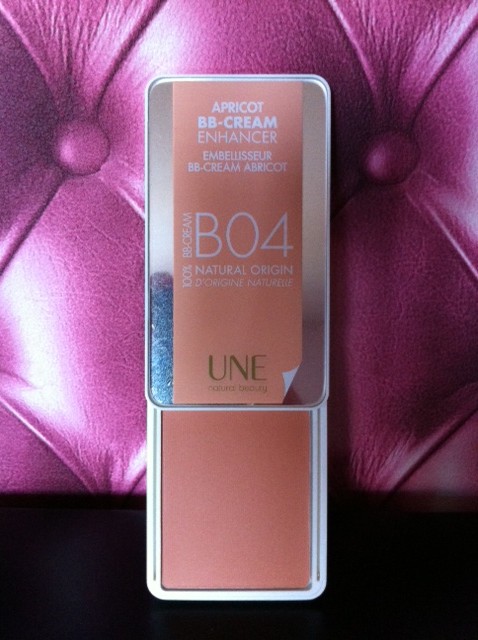 APRICOT
BB-CREAM
ENHANCER
EMBELLISSEUR
BB-CREAM ABRICOT
100% BB-CREAM
B04
NATURAL ORIGIN
D'ORIGINE NATURELLE
UNE
natural beauty